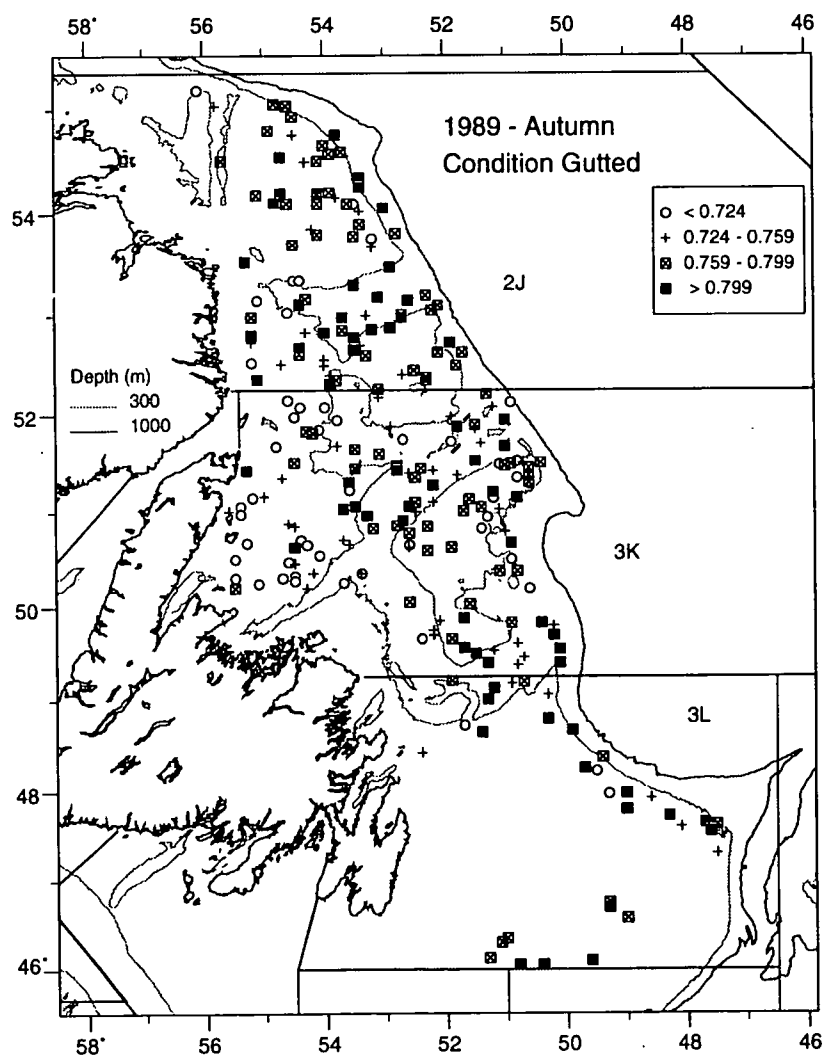 58° 56 54 52 50 48 46
1989 - Autumn
Condition Gutted
< 0.724
0.724 - 0.759
0.759 - 0.799
> 0.799
54
2J
Depth (m)
300
1000
52
3K
50
3L
48
46°
58° 56 54 52 50 48 46